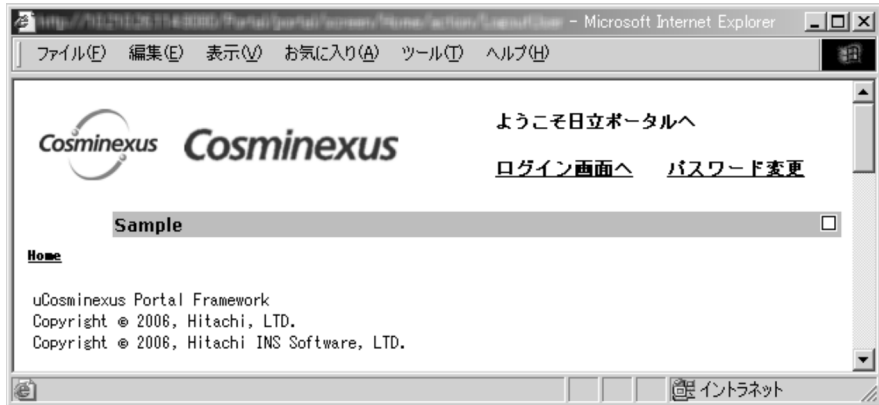 - Microsoft Internet Explorer
ファイル(F) 編集(E) 表示(V) お気に入り(A) ツール(T) ヘルプ(H)
Cosminexus Cosminexus
ようこそ日立ポータルへ
ログイン画面へ パスワード変更
Sample
Home
uCosminexus Portal Framework
Copyright © 2006, Hitachi, LTD.
Copyright © 2006, Hitachi INS Software, LTD.
イントラネット